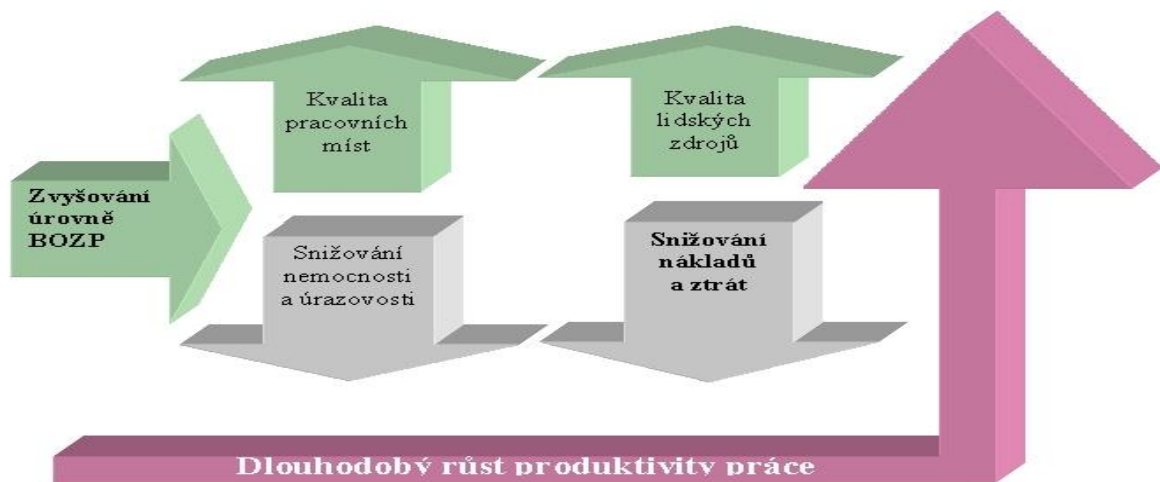 Kvalita
pracovních
míst
Kvalita
lidských
zdrojů
Zvyšování
úrovně
BOZP
Snižování
nemocnosti
a úrazovosti
Snižování
nákladů
a ztrát
Dlouhodobý růst produktivity práce